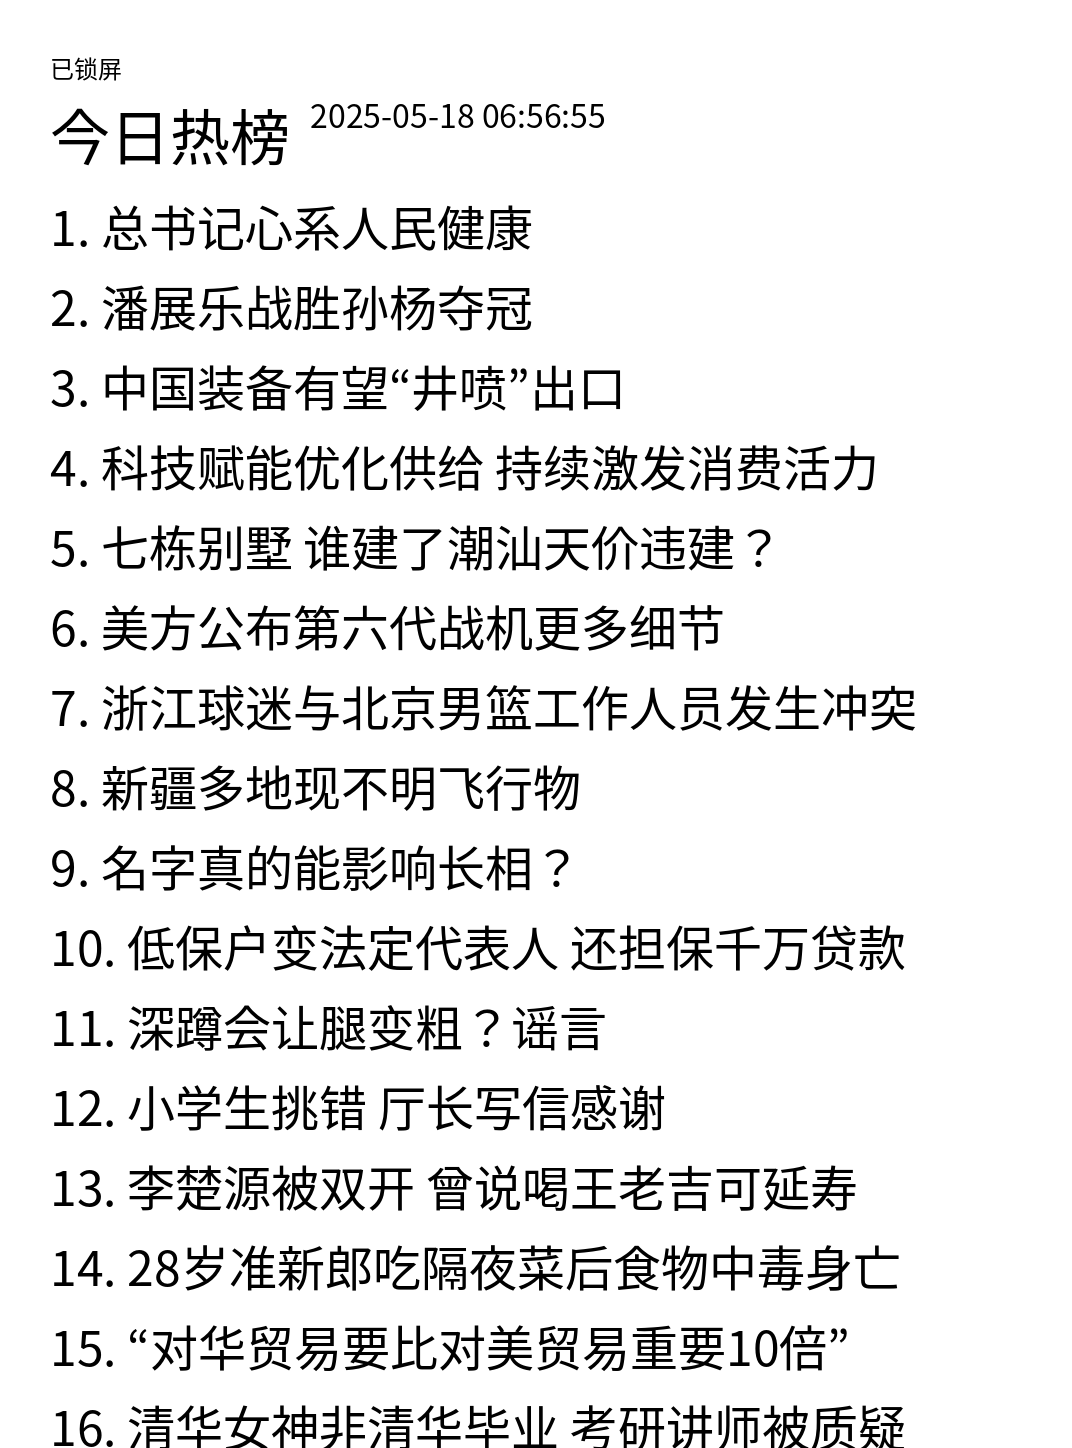 已锁屏
今日热榜 2025-05-18 06:56:55
1. 总书记心系人民健康
2. 潘展乐战胜孙杨夺冠
3. 中国装备有望“井喷”出口
4. 科技赋能优化供给 持续激发消费活力
5. 七栋别墅 谁建了潮汕天价违建？
6. 美方公布第六代战机更多细节
7. 浙江球迷与北京男篮工作人员发生冲突
8. 新疆多地现不明飞行物
9. 名字真的能影响长相？
10. 低保户变法定代表人 还担保千万贷款
11. 深蹲会让腿变粗？谣言
12. 小学生挑错 厅长写信感谢
13. 李楚源被双开 曾说喝王老吉可延寿
14. 28岁准新郎吃隔夜菜后食物中毒身亡
15. “对华贸易要比对美贸易重要10倍”
16. 清华女神非清华毕业 考研讲师被质疑